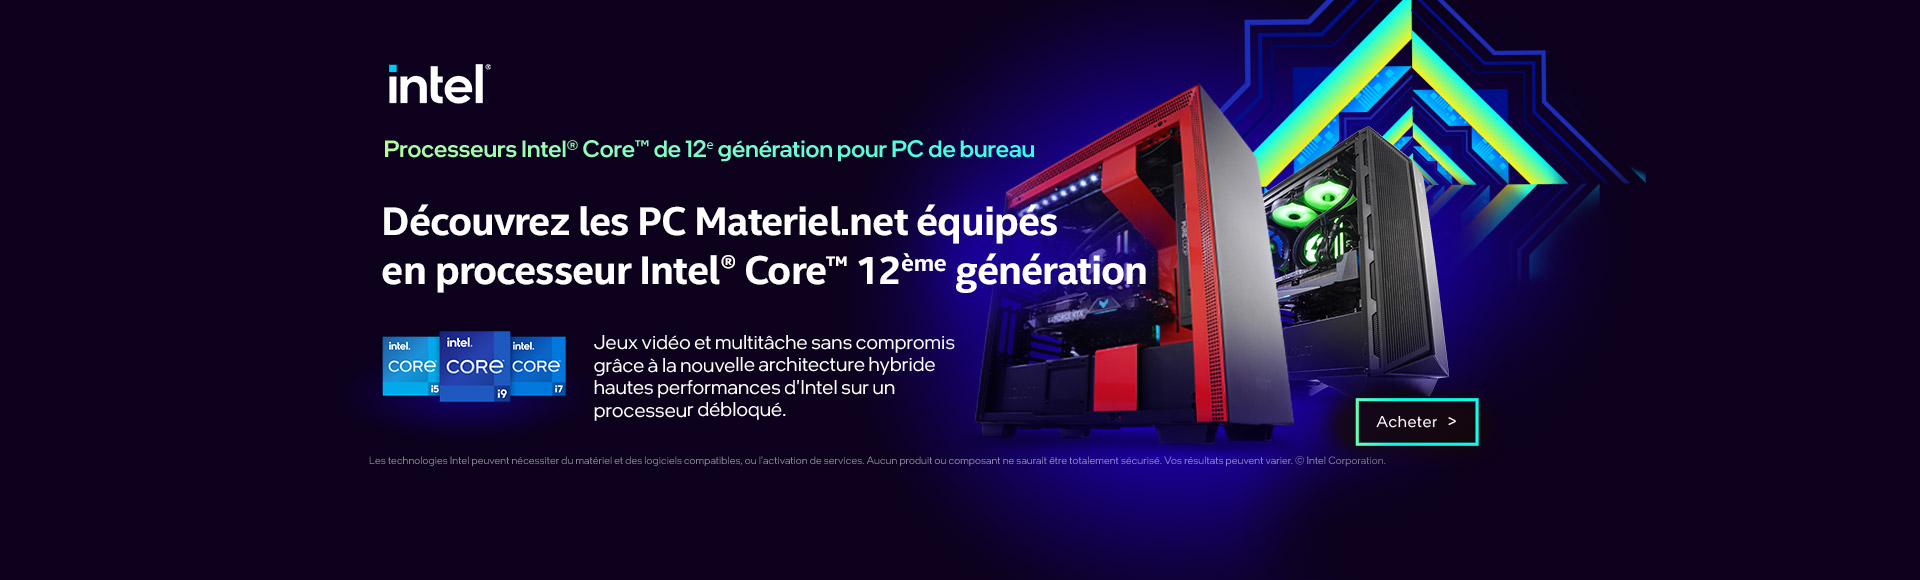 intel®
Processeurs Intel® Core™ de 12e génération pour PC de bureau
Découvrez les PC Materiel.net équipés
en processeur Intel® Core™ 12ème génération
intel.
CORE
i5
intel.
CORE
i9
intel.
CORE
i7
Jeux vidéo et multitâche sans compromis
grâce à la nouvelle architecture hybride
hautes performances d'Intel sur un
processeur débloqué.
Acheter >
Les technologies Intel peuvent nécessiter du matériel et des logiciels compatibles, ou l'activation de services. Aucun produit ou composant ne saurait être totalement sécurisé. Vos résultats peuvent varier. © Intel Corporation.